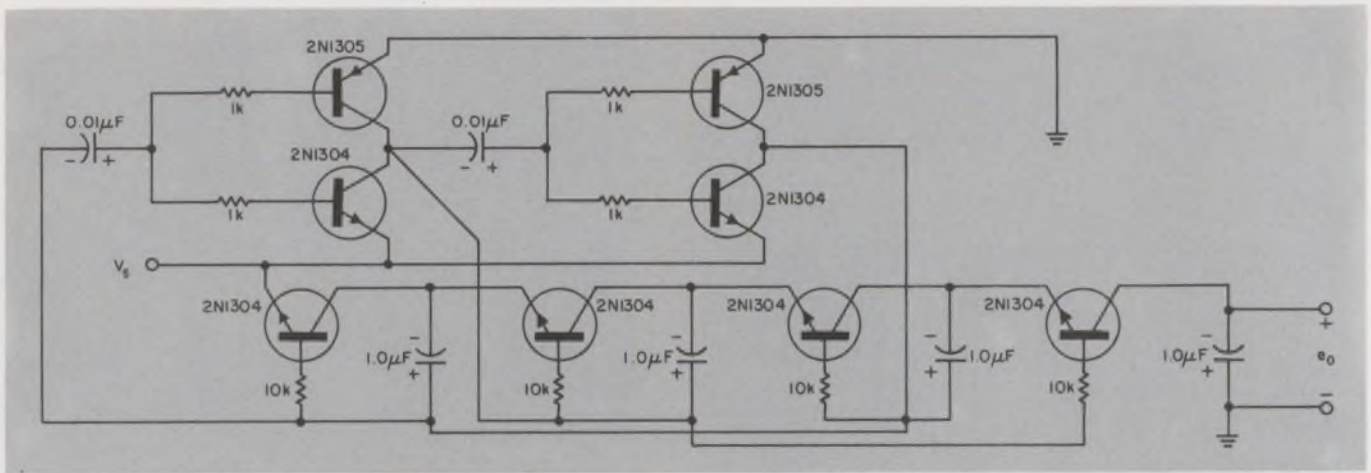 2N1305
2N1305
1k
1k
0.01μF
- +
0.01μF
- +
2N1304
2N1304
1k
1k
Vs
2N1304
2N1304
2N1304
2N1304
-
1.0μF
+
-
1.0μF
+
-
1.0μF
+
-
1.0μF
+
+
eo
-
10k
10k
10k
10k